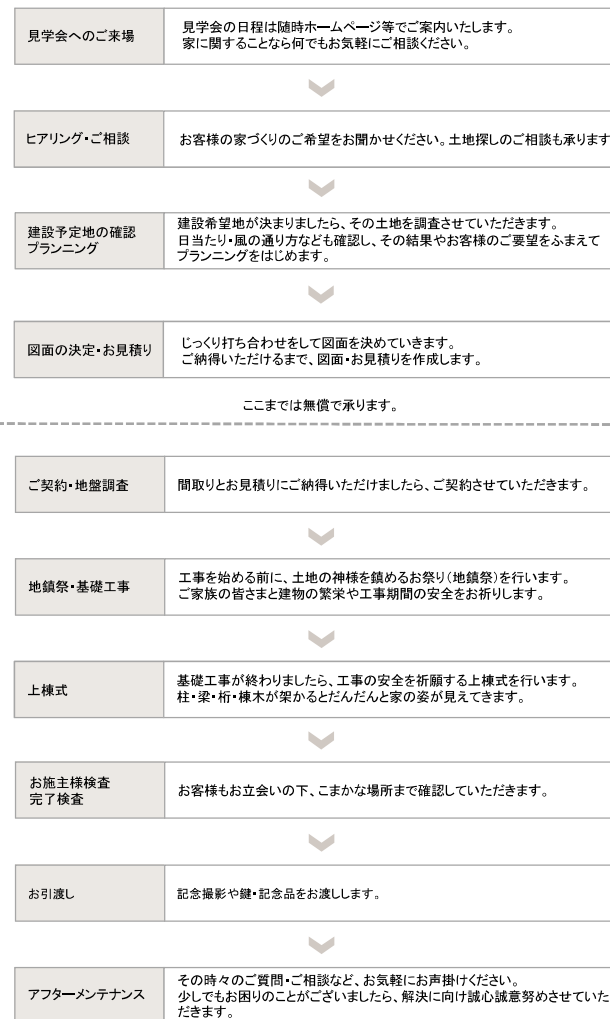 見学会へのご来場
見学会の日程は随時ホームページ等でご案内いたします。
家に関することなら何でもお気軽にご相談ください。
ヒアリング・ご相談
お客様の家づくりのご希望をお聞かせください。土地探しのご相談も承ります
建設予定地の確認
プランニング
建設希望地が決まりましたら、その土地を調査させていただきます。
日当たり・風の通り方なども確認し、その結果やお客様のご要望をふまえて
プランニングをはじめます。
図面の決定・お見積り
じっくり打ち合わせをして図面を決めていきます。
ご納得いただけるまで、図面・お見積りを作成します。
ここまでは無償で承ります。
ご契約・地盤調査
間取りとお見積りにご納得いただけましたら、ご契約させていただきます。
地鎮祭・基礎工事
工事を始める前に、土地の神様を鎮めるお祭り(地鎮祭)を行います。
ご家族の皆さまと建物の繁栄や工事期間の安全をお祈りします。
上棟式
基礎工事が終わりましたら、工事の安全を祈願する上棟式を行います。
柱・梁・桁・棟木が架かるとだんだんと家の姿が見えてきます。
お施主様検査
完了検査
お客様もお立会いの下、こまかな場所まで確認していただきます。
お引渡し
記念撮影や鍵・記念品をお渡しします。
アフターメンテナンス
その時々のご質問・ご相談など、お気軽にお声掛けください。
少しでもお困りのことがございましたら、解決に向け誠心誠意努めさせていた
だきます。